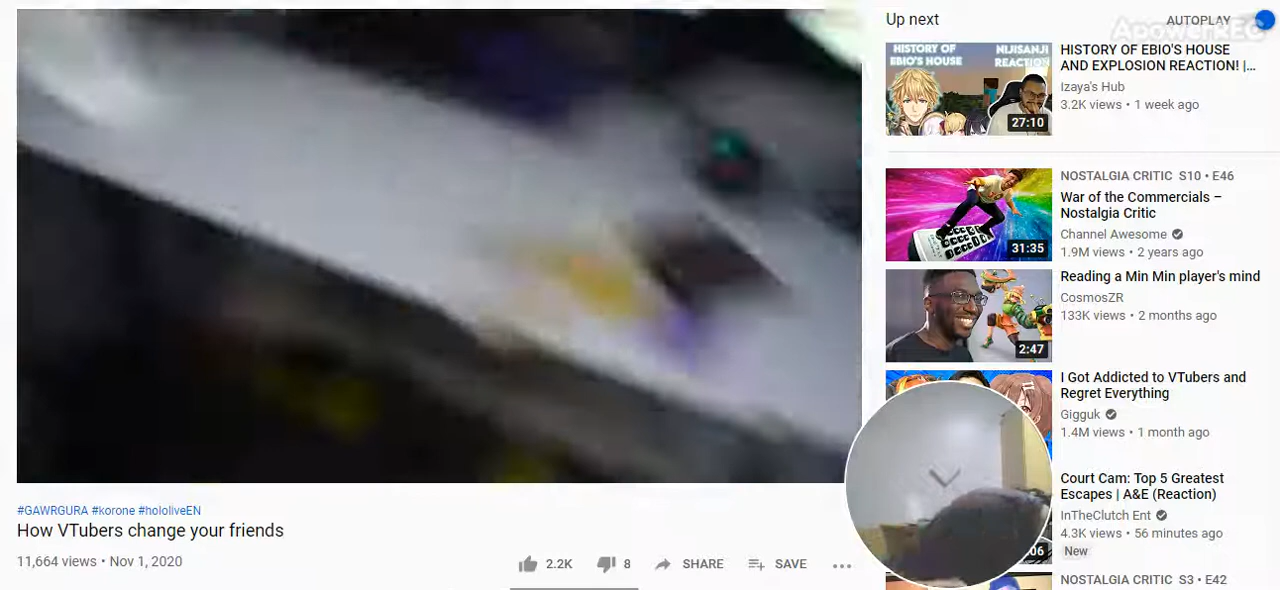 Up next
AUTOPLAY
ApowerREC
HISTORY OF
EBIO'S HOUSE
NIJISANJI
REACTION
27:10
HISTORY OF EBIO'S HOUSE
AND EXPLOSION REACTION! |...
Izaya's Hub
3.2K views • 1 week ago
31:35
NOSTALGIA CRITIC S10 • E46
War of the Commercials –
Nostalgia Critic
Channel Awesome
1.9M views • 2 years ago
2:47
Reading a Min Min player's mind
CosmosZR
133K views • 2 months ago
I Got Addicted to VTubers and
Regret Everything
Gigguk
1.4M views • 1 month ago
Court Cam: Top 5 Greatest
Escapes | A&E (Reaction)
InTheClutch Ent
4.3K views • 56 minutes ago
New
:06
NOSTALGIA CRITIC S3 • E42
#GAWRGURA #korone #hololiveEN
How VTubers change your friends
11,664 views • Nov 1, 2020
2.2K
8
SHARE
SAVE